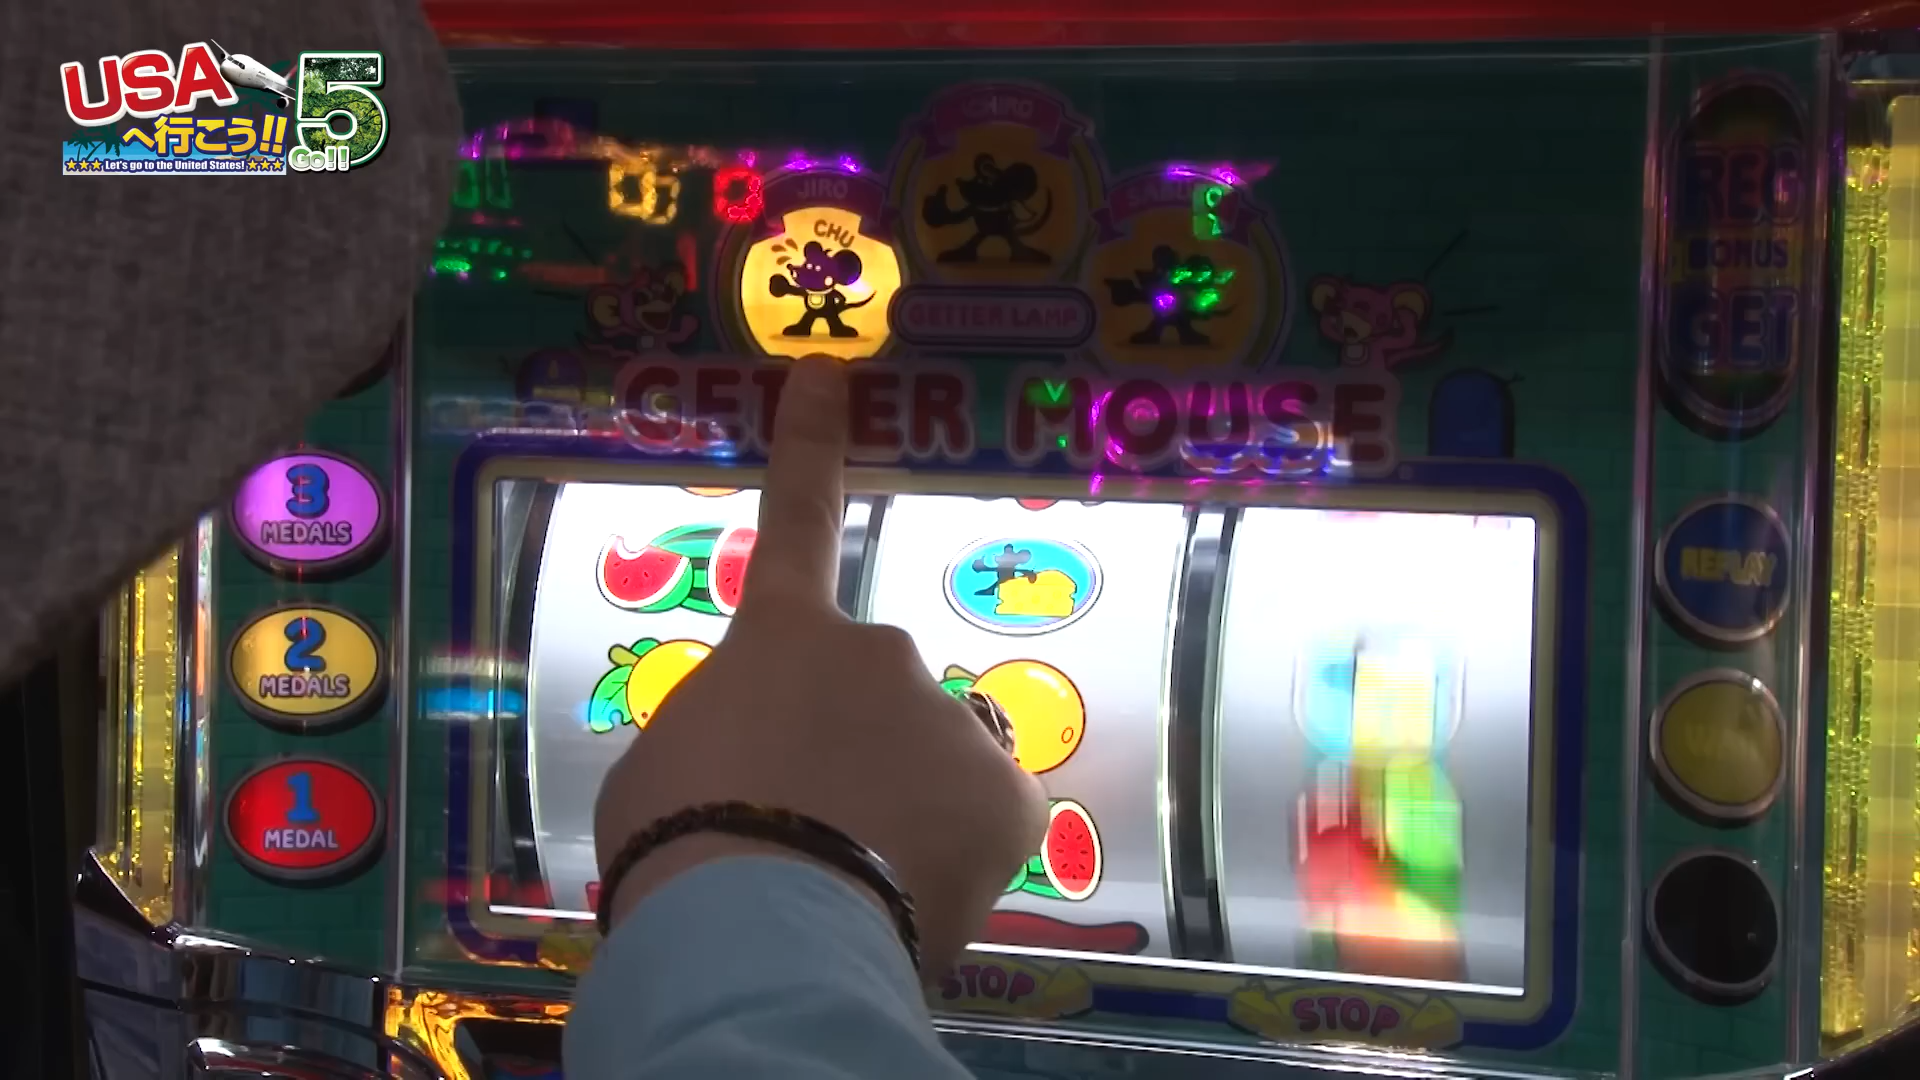 USA
へ行こう!!
★★★ Let's go to the United States! ★★★
5
Go!!
ICHIRO
JIRO
CHU
GETTER LAMP
GETTER MOUSE
REG
BONUS
GET
3
MEDALS
2
MEDALS
1
MEDAL
REPLAY
STOP
STOP